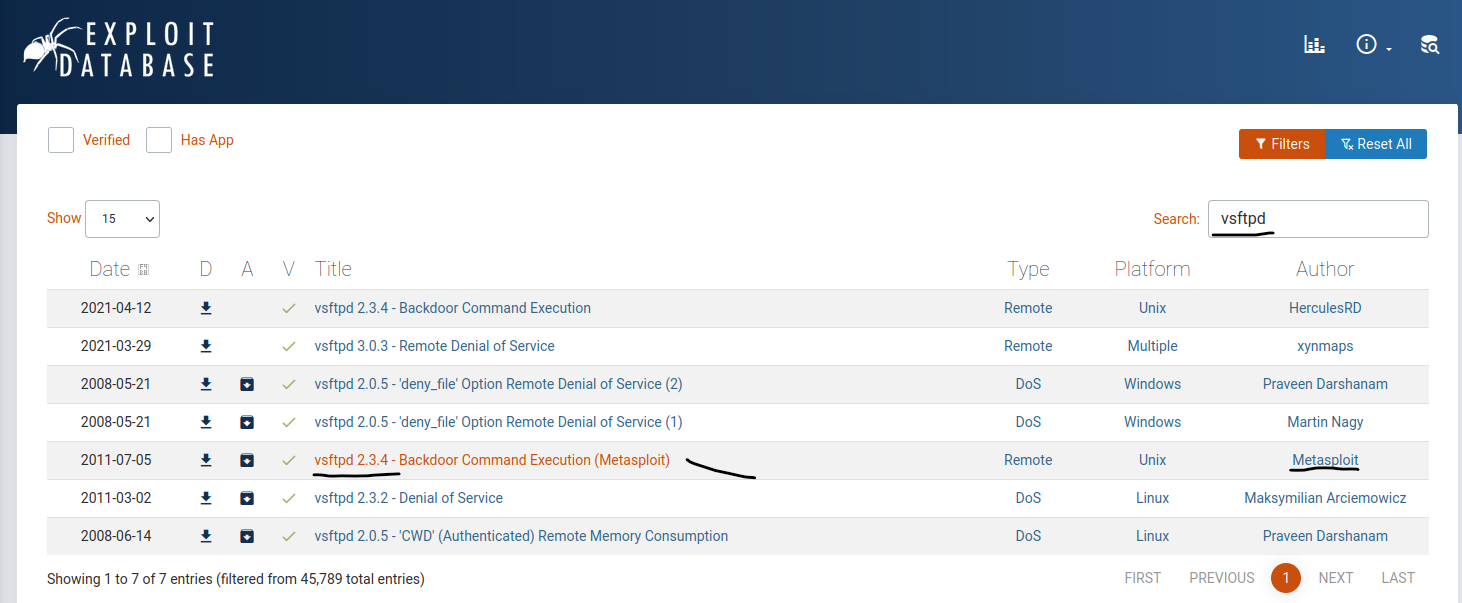 EXPLOIT
DATABASE
Verified Has App
Filters Reset All
Show 15 Search: vsftpd
Date D A V Title Type Platform Author
2021-04-12 vsftpd 2.3.4 - Backdoor Command Execution Remote Unix HerculesRD
2021-03-29 vsftpd 3.0.3 - Remote Denial of Service Remote Multiple xynmaps
2008-05-21 vsftpd 2.0.5 - 'deny_file' Option Remote Denial of Service (2) DoS Windows Praveen Darshanam
2008-05-21 vsftpd 2.0.5 - 'deny_file' Option Remote Denial of Service (1) DoS Windows Martin Nagy
2011-07-05 vsftpd 2.3.4 - Backdoor Command Execution (Metasploit) Remote Unix Metasploit
2011-03-02 vsftpd 2.3.2 - Denial of Service DoS Linux Maksymilian Arciemowicz
2008-06-14 vsftpd 2.0.5 - 'CWD' (Authenticated) Remote Memory Consumption DoS Linux Praveen Darshanam
Showing 1 to 7 of 7 entries (filtered from 45,789 total entries) FIRST PREVIOUS 1 NEXT LAST